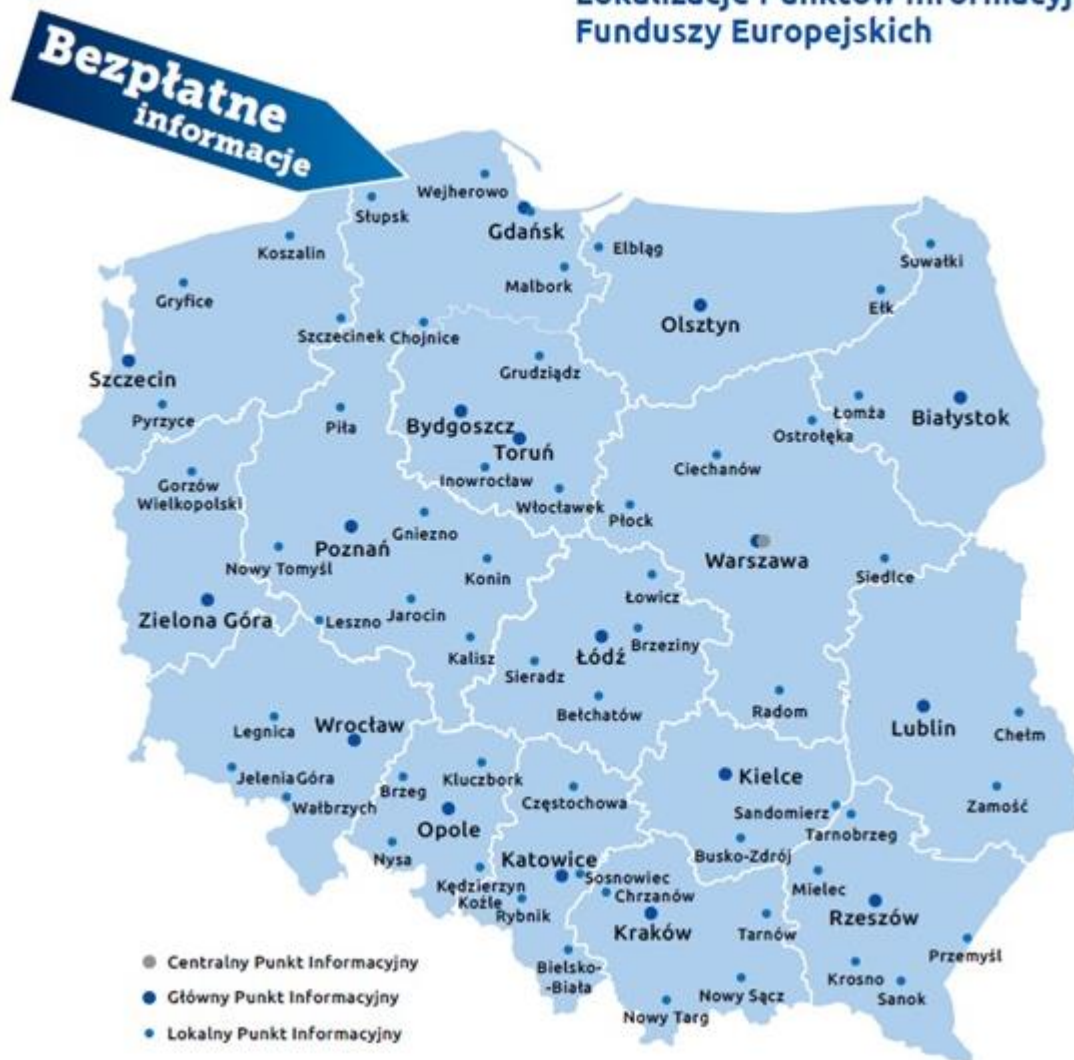 Lokalizacje Punktów Informacyj
Funduszy Europejskich
Bezpłatne
informacje
Wejherowo
Słupsk
Gdańsk
Koszalin
Elbląg
Suwałki
Malbork
Gryfice
Ełk
Olsztyn
Szczecinek
Chojnice
Grudziądz
Szczecin
Pyrzyce
Piła
Bydgoszcz
Toruń
Łomża
Białystok
Ostrołęka
Ciechanów
Inowrocław
Gorzów
Wielkopolski
Włocławek
Płock
Gniezno
Poznań
Nowy Tomyśl
Konin
Warszawa
Siedlce
Łowicz
Zielona Góra
Leszno
Jarocin
Kalisz
Łódź
Brzeziny
Sieradz
Bełchatów
Radom
Legnica
Wrocław
Lublin
Chełm
Jelenia Góra
Wałbrzych
Brzeg
Kluczbork
Częstochowa
Kielce
Sandomierz
Tarnobrzeg
Zamość
Opole
Nysa
Katowice
Busko-Zdrój
Kędzierzyn
Koźle
Sosnowiec
Chrzanów
Rybnik
Mielec
Rzeszów
Kraków
Tarnów
Przemyśl
Bielsko-
-Biała
Nowy Sącz
Krosno
Sanok
Nowy Targ
Centralny Punkt Informacyjny
Główny Punkt Informacyjny
Lokalny Punkt Informacyjny